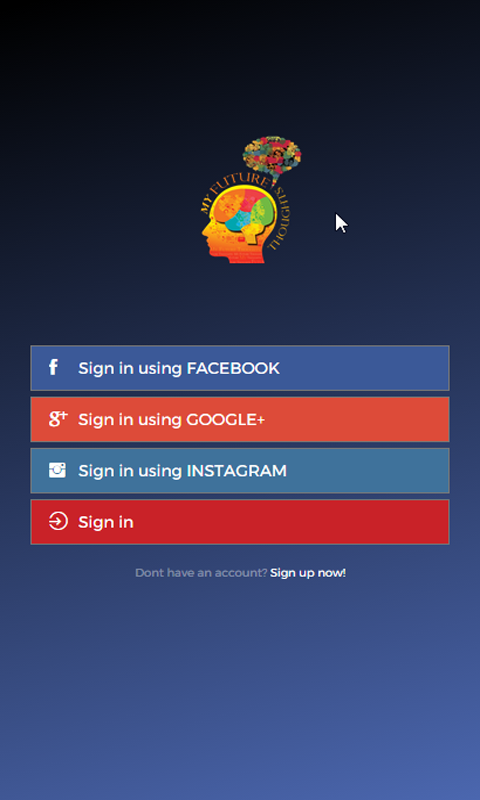 MY FUTURE THOUGHTS
Sign in using FACEBOOK
Sign in using GOOGLE+
Sign in using INSTAGRAM
Sign in
Dont have an account? Sign up now!